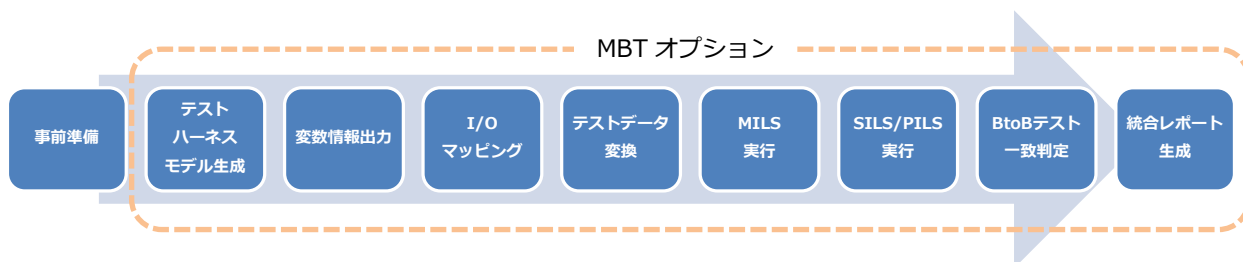 MBT オプション
事前準備
テスト
ハーネス
モデル生成
変数情報出力
I/O
マッピング
テストデータ
変換
MILS
実行
SILS/PILS
実行
BtoBテスト
一致判定
統合レポート
生成